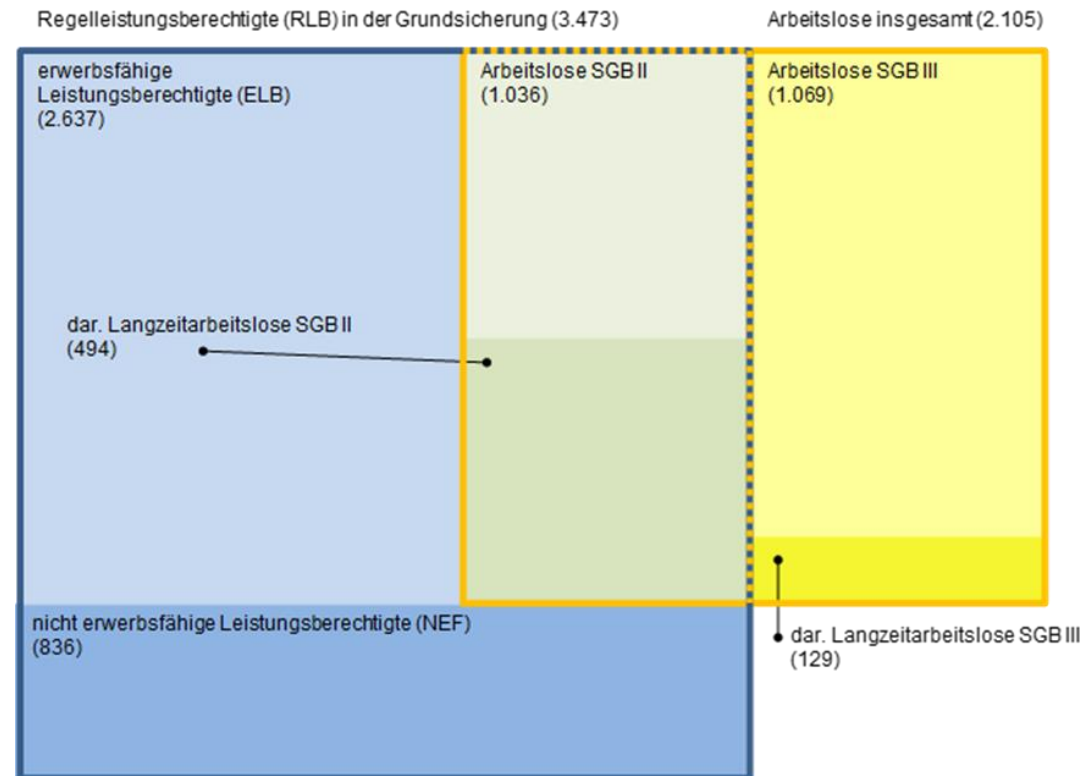 Regelleistungsberechtigte (RLB) in der Grundsicherung (3.473)
Arbeitslose insgesamt (2.105)
erwerbsfähige
Leistungsberechtigte (ELB)
(2.637)
Arbeitslose SGB II
(1.036)
Arbeitslose SGB III
(1.069)
dar. Langzeitarbeitslose SGB II
(494)
nicht erwerbsfähige Leistungsberechtigte (NEF)
(836)
dar. Langzeitarbeitslose SGB III
(129)